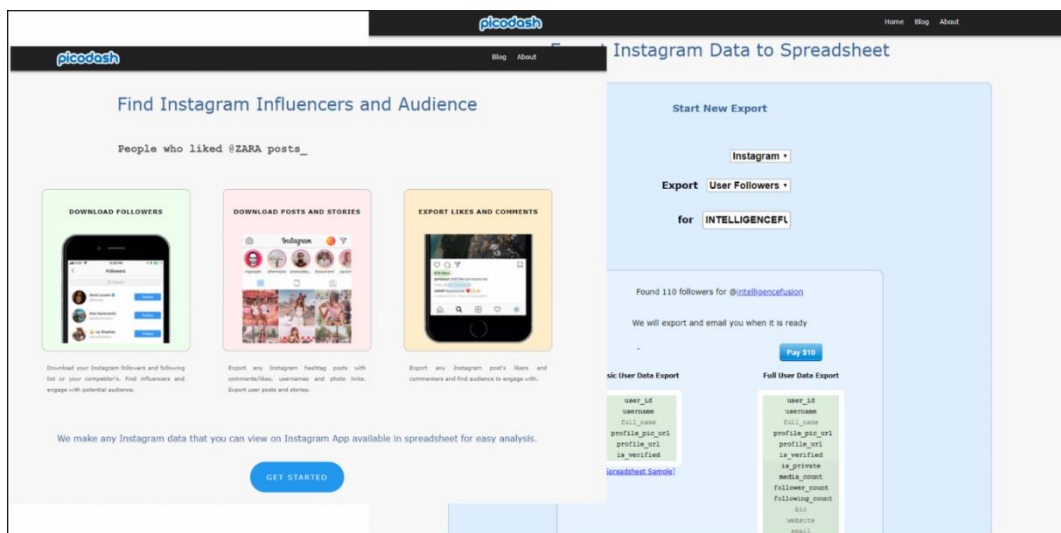 picodash
Home Blog About
Instagram Data to Spreadsheet
picodash
Blog About
Find Instagram Influencers and Audience
People who liked @ZARA posts_
DOWNLOAD FOLLOWERS
Followers
DOWNLOAD POSTS AND STORIES
Instagram
EXPORT LIKES AND COMMENTS
Download your Instagram followers and following
list or your competitor's. Find influencers and
engage with potential audience.
Export any Instagram hashtag posts with
comments/likes, usernames and photo links.
Export user posts and stories.
Export any Instagram post's likers and
commenters and find audience to engage with.
We make any Instagram data that you can view on Instagram App available in spreadsheet for easy analysis.
GET STARTED
Start New Export
Instagram
Export User Followers
for INTELLIGENCEFU
Found 110 followers for @intelligencefusion
We will export and email you when it is ready
-
Pay $10
sic User Data Export
user_id
username
full_name
profile_pic_url
profile_url
is_verified
Spreadsheet Sample]
Full User Data Export
user_id
username
full_name
profile_pic_url
profile_url
is_verified
is_private
media_count
follower_count
following_count
bio
website
email